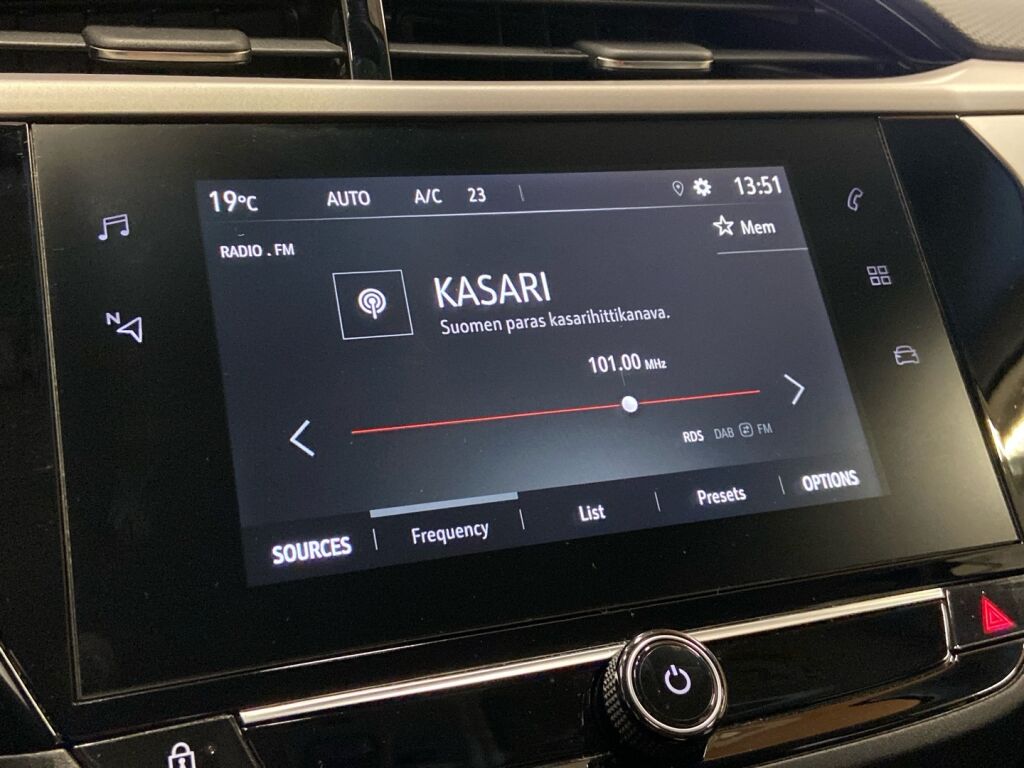 19°C AUTO A/C 23 13:51
Mem
RADIO . FM
KASARI
Suomen paras kasarihittikanava.
101.00 MHz
N
RDS DAB FM
SOURCES Frequency List Presets OPTIONS